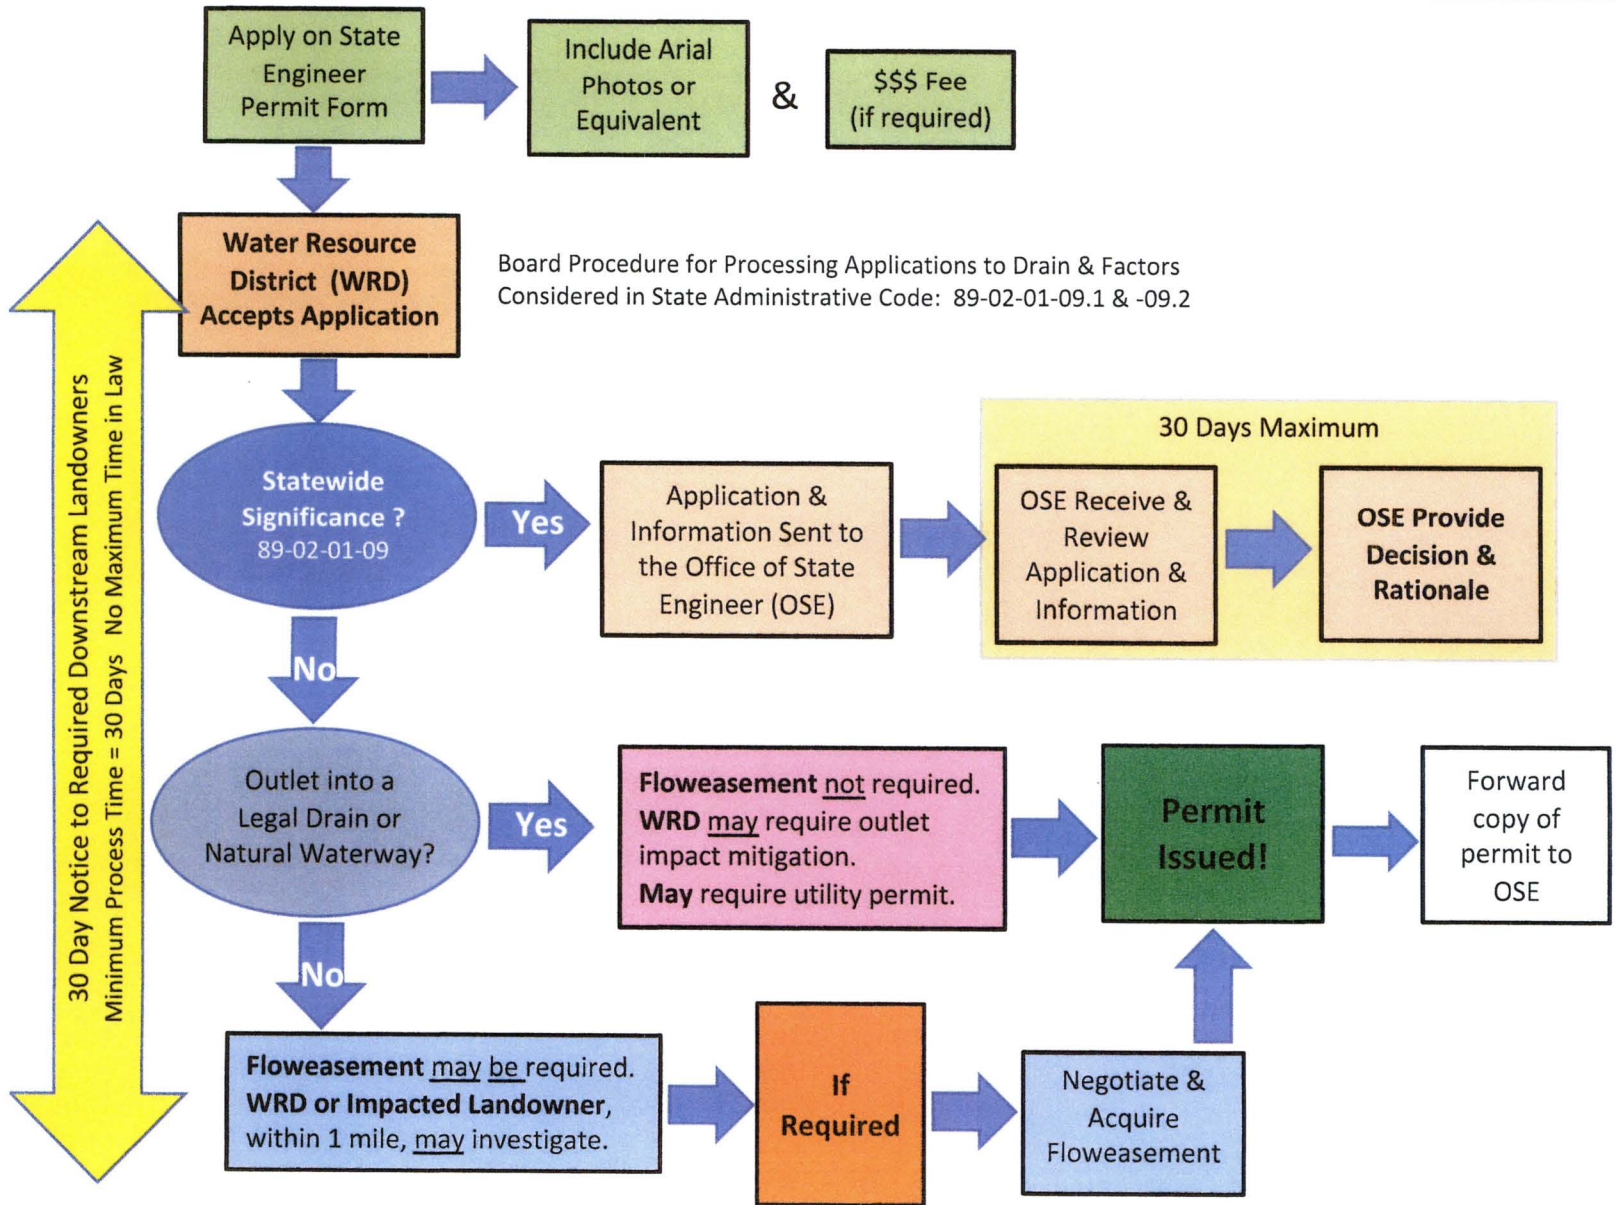 Apply on State
Engineer
Permit Form
Include Arial
Photos or
Equivalent
&
$$$ Fee
(if required)
Water Resource
District (WRD)
Accepts Application
Board Procedure for Processing Applications to Drain & Factors
Considered in State Administrative Code: 89-02-01-09.1 & -09.2
30 Day Notice to Required Downstream Landowners
Minimum Process Time = 30 Days No Maximum Time in Law
Statewide
Significance ?
89-02-01-09
Yes
Application &
Information Sent to
the Office of State
Engineer (OSE)
30 Days Maximum
OSE Receive &
Review
Application &
Information
OSE Provide
Decision &
Rationale
No
Outlet into a
Legal Drain or
Natural Waterway?
Yes
Floweasement not required.
WRD may require outlet
impact mitigation.
May require utility permit.
Permit
Issued!
Forward
copy of
permit to
OSE
No
Floweasement may be required.
WRD or Impacted Landowner,
within 1 mile, may investigate.
If
Required
Negotiate &
Acquire
Floweasement